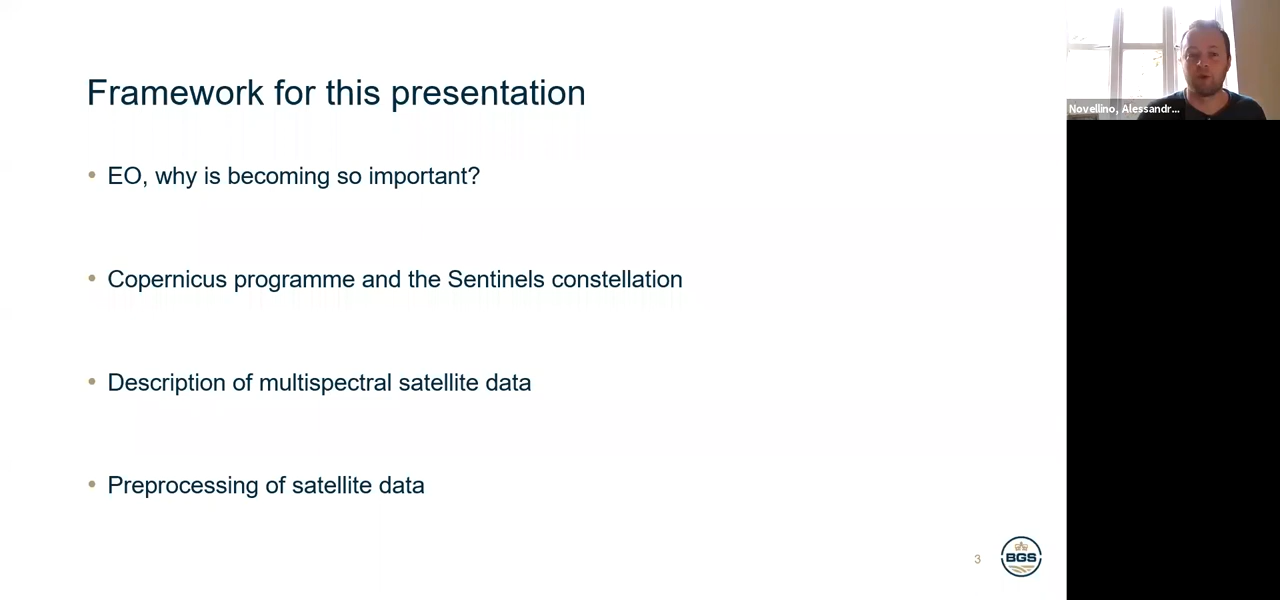 Framework for this presentation
• EO, why is becoming so important?
• Copernicus programme and the Sentinels constellation
• Description of multispectral satellite data
• Preprocessing of satellite data
3
BGS
Novellino, Alessandr...